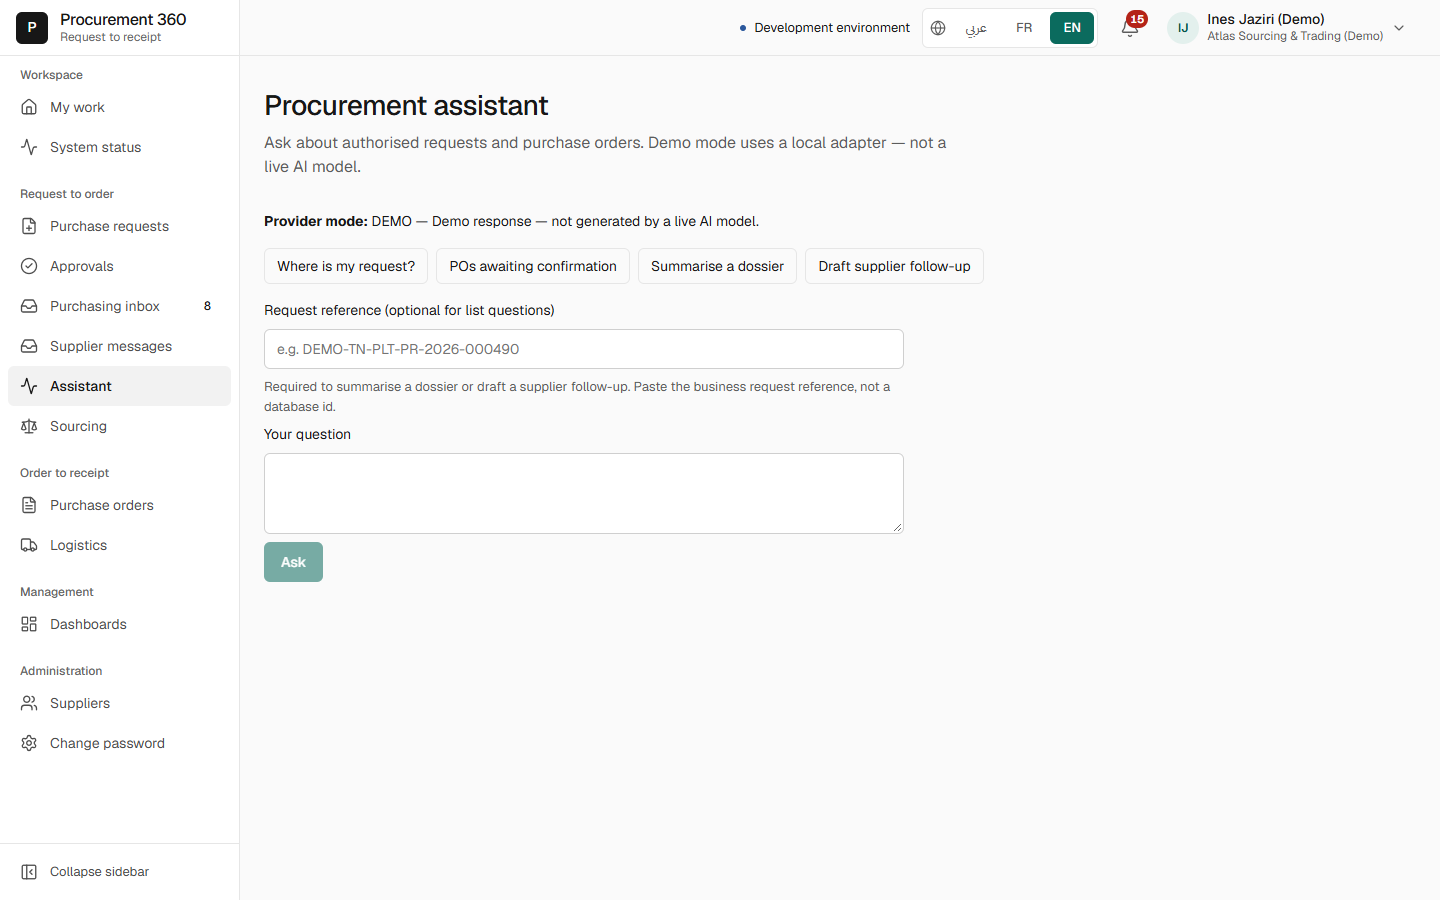 P
Procurement 360
Request to receipt
Development environment
عربي
FR
EN
15
IJ
Ines Jaziri (Demo)
Atlas Sourcing & Trading (Demo)
Workspace
My work
System status
Request to order
Purchase requests
Approvals
Purchasing inbox 8
Supplier messages
Assistant
Sourcing
Order to receipt
Purchase orders
Logistics
Management
Dashboards
Administration
Suppliers
Change password
Collapse sidebar
Procurement assistant
Ask about authorised requests and purchase orders. Demo mode uses a local adapter — not a
live AI model.
Provider mode: DEMO — Demo response — not generated by a live AI model.
Where is my request?
POs awaiting confirmation
Summarise a dossier
Draft supplier follow-up
Request reference (optional for list questions)
e.g. DEMO-TN-PLT-PR-2026-000490
Required to summarise a dossier or draft a supplier follow-up. Paste the business request reference, not a
database id.
Your question
Ask